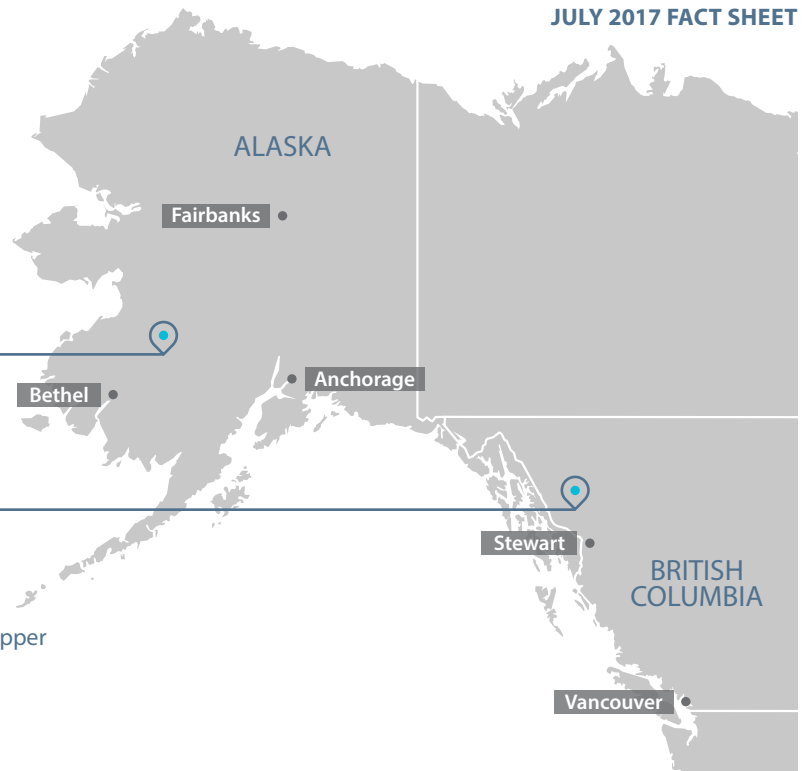 JULY 2017 FACT SHEET
ALASKA
Fairbanks
Anchorage
Bethel
Stewart
BRITISH
COLUMBIA
pper
Vancouver